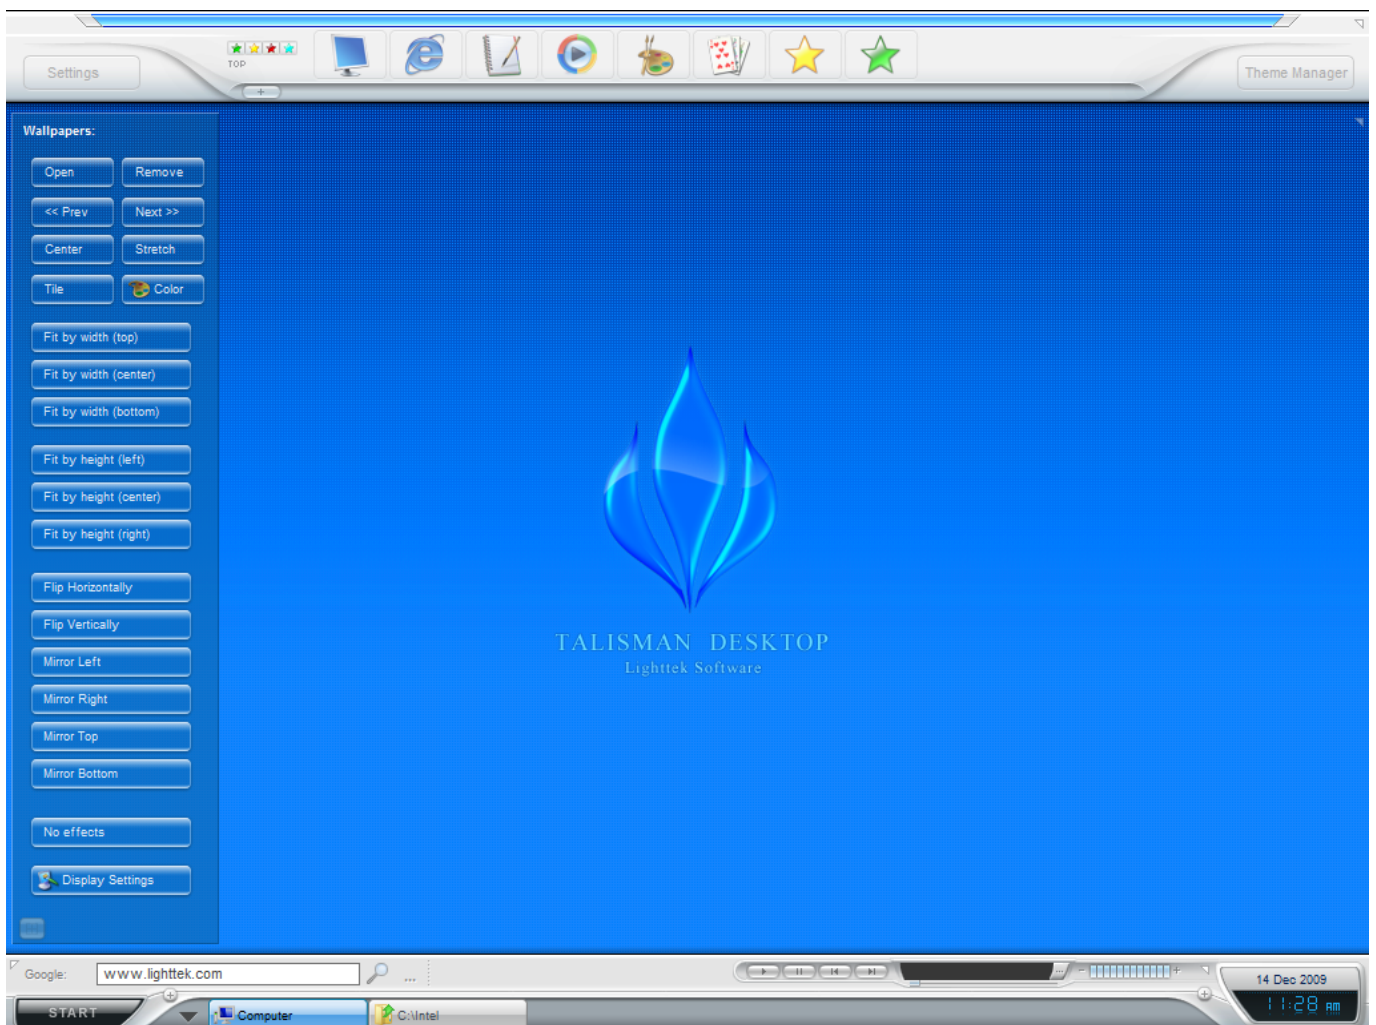 Settings
TOP
+
Theme Manager
Wallpapers:
Open Remove
<< Prev Next >>
Center Stretch
Tile Color
Fit by width (top)
Fit by width (center)
Fit by width (bottom)
Fit by height (left)
Fit by height (center)
Fit by height (right)
Flip Horizontally
Flip Vertically
Mirror Left
Mirror Right
Mirror Top
Mirror Bottom
No effects
Display Settings
TALISMAN DESKTOP
Lighttek Software
Google: www.lighttek.com ...
14 Dec 2009
START Computer C:\Intel 11:28 AM